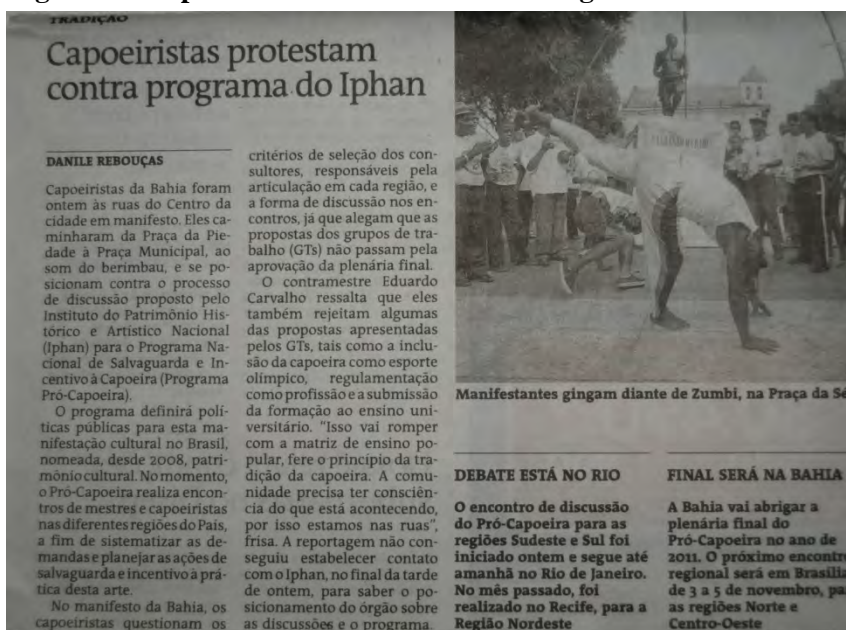 TRADIÇÃO
Capoeiristas protestam
contra programa do Iphan
DANILE REBOUÇAS
Capoeiristas da Bahia foram
ontem às ruas do Centro da
cidade em manifesto. Eles ca-
minharam da Praça da Pie-
dade à Praça Municipal, ao
som do berimbau, e se po-
sicionam contra o processo
de discussão proposto pelo
Instituto do Patrimônio His-
tórico e Artístico Nacional
(Iphan) para o Programa Na-
cional de Salvaguarda e In-
centivo à Capoeira (Programa
Pró-Capoeira).
O programa definirá polí-
ticas públicas para esta ma-
nifestação cultural no Brasil,
nomeada, desde 2008, patri-
mônio cultural. No momento,
o Pró-Capoeira realiza encon-
tros de mestres e capoeiristas
nas diferentes regiões do País,
a fim de sistematizar as de-
mandas e planejar as ações de
salvaguarda e incentivo à prá-
tica desta arte.
No manifesto da Bahia, os
capoeiristas questionam os
critérios de seleção dos con-
sultores, responsáveis pela
articulação em cada região, e
a forma de discussão nos en-
contros, já que alegam que as
propostas dos grupos de tra-
balho (GTs) não passam pela
aprovação da plenária final.
O contramestre Eduardo
Carvalho ressalta que eles
também rejeitam algumas
das propostas apresentadas
pelos GTs, tais como a inclu-
são da capoeira como esporte
olímpico, regulamentação
como profissão e a submissão
da formação ao ensino uni-
versitário. "Isso vai romper
com a matriz de ensino po-
pular, fere o princípio da tra-
dição da capoeira. A comu-
nidade precisa ter consciên-
cia do que está acontecendo,
por isso estamos nas ruas",
frisa. A reportagem não con-
seguiu estabelecer contato
com o Iphan, no final da tarde
de ontem, para saber o po-
sicionamento do órgão sobre
as discussões e o programa.
Manifestantes gingam diante de Zumbi, na Praça da Sé
DEBATE ESTÁ NO RIO
O encontro de discussão
do Pró-Capoeira para as
regiões Sudeste e Sul foi
iniciado ontem e segue até
amanhã no Rio de Janeiro.
No mês passado, foi
realizado no Recife, para a
Região Nordeste
FINAL SERÁ NA BAHIA
A Bahia vai abrigar a
plenária final do
Pró-Capoeira no ano de
2011. O próximo encontro
regional será em Brasília
de 3 a 5 de novembro, pa
as regiões Norte e
Centro-Oeste